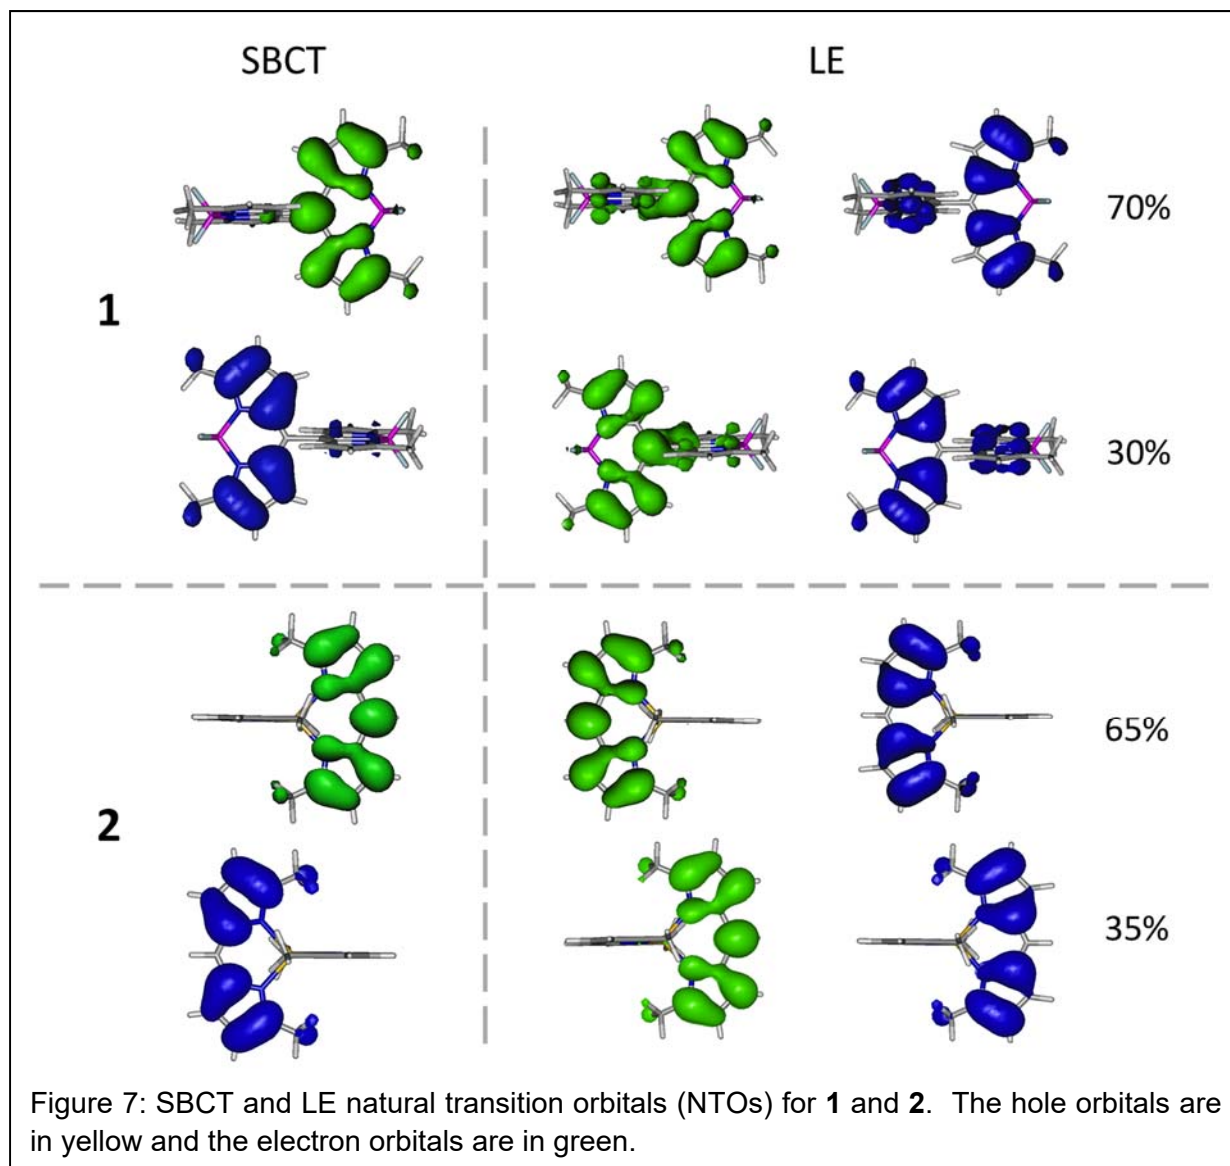 SBCT LE
70%
1
30%
65%
2
35%
Figure 7: SBCT and LE natural transition orbitals (NTOs) for 1 and 2. The hole orbitals are
in yellow and the electron orbitals are in green.